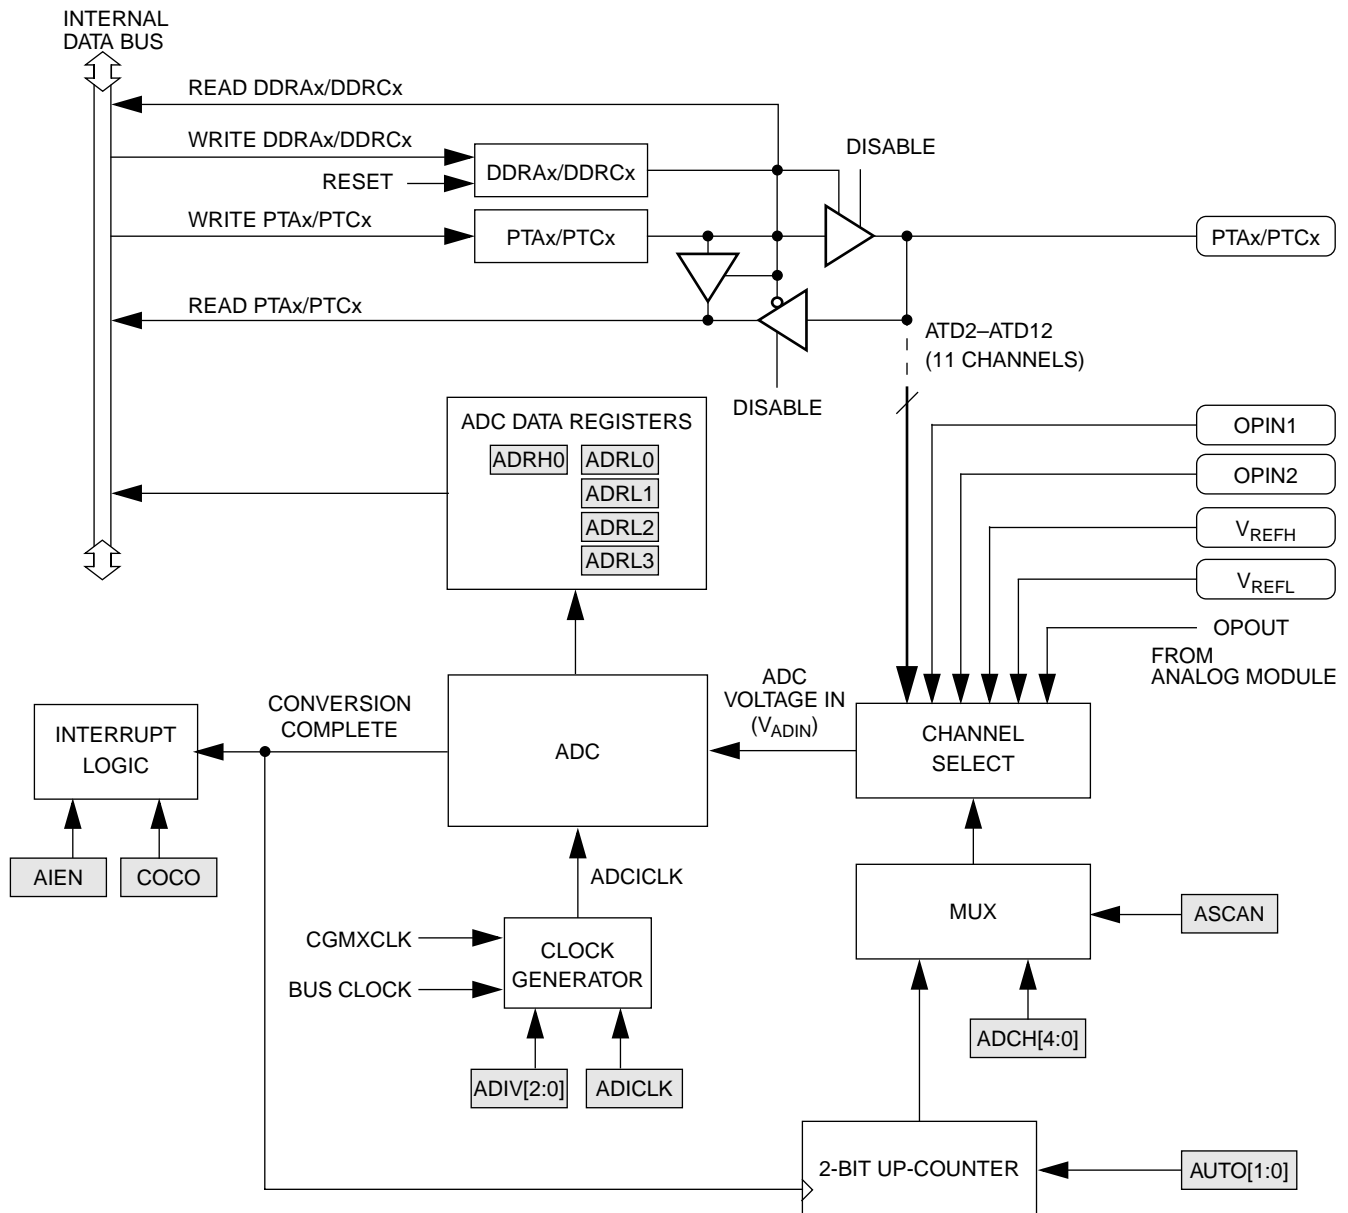 INTERNAL
DATA BUS
READ DDRAx/DDRCx
WRITE DDRAx/DDRCx
DISABLE
RESET
DDRAx/DDRCx
WRITE PTAx/PTCx
PTAx/PTCx
PTAx/PTCx
READ PTAx/PTCx
ATD2–ATD12
(11 CHANNELS)
DISABLE
ADC DATA REGISTERS
ADRH0
ADRL0
ADRL1
ADRL2
ADRL3
OPIN1
OPIN2
VREFH
VREFL
OPOUT
FROM
ANALOG MODULE
ADC
VOLTAGE IN
(VADIN)
CONVERSION
COMPLETE
INTERRUPT
LOGIC
ADC
CHANNEL
SELECT
AIEN
COCO
ADCICLK
MUX
ASCAN
CGMXCLK
CLOCK
GENERATOR
BUS CLOCK
ADCH[4:0]
ADIV[2:0]
ADICLK
2-BIT UP-COUNTER
AUTO[1:0]